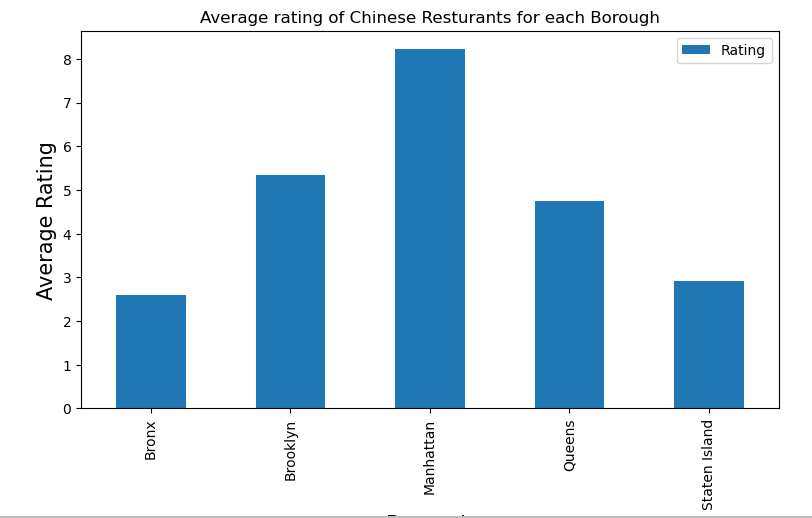 Average rating of Chinese Resturants for each Borough
Rating
Average Rating
8
7
6
5
4
3
2
1
0
Bronx
Brooklyn
Manhattan
Queens
Staten Island